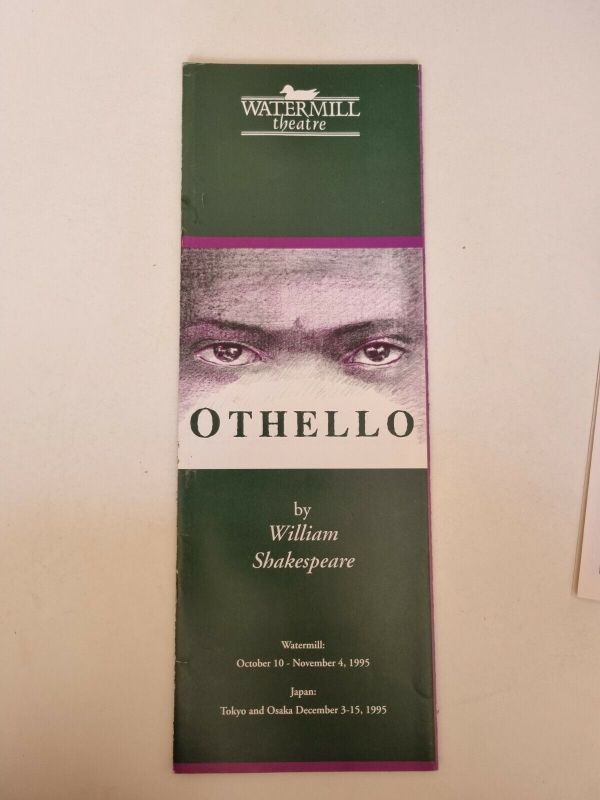 WATERMILL
theatre
OTHELLO
by
William
Shakespeare
Watermill:
October 10 - November 4, 1995
Japan:
Tokyo and Osaka December 3-15, 1995